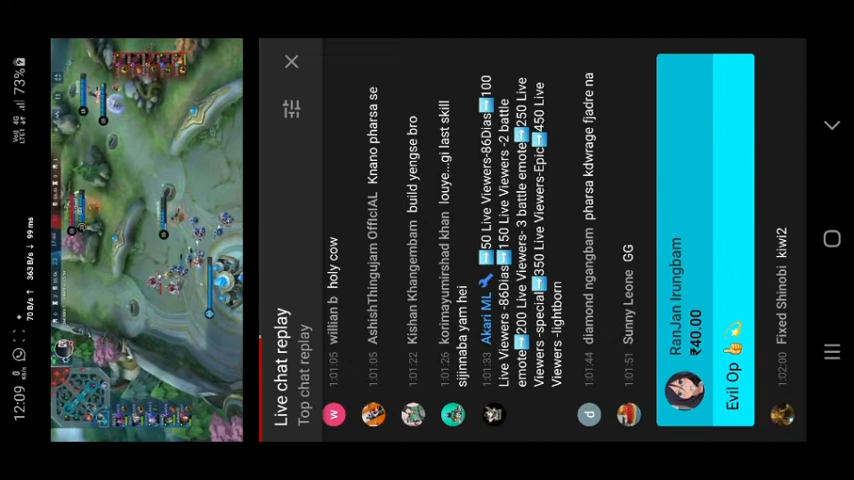 12:09
70 B/s ↑ 363 B/s ↓ 99 ms
73%
Live chat replay
Top chat replay
1:01:05 willian b holy cow
1:01:05 AshishThingujam OfficIAL Knano pharsa se
1:01:22 Kishan Khangembam build yengse bro
1:01:26 korimayumirshad khan louye...gi last skill
sijinnaba yam hei
1:01:33 Akari ML 🔧 ➡️50 Live Viewers-86Dias➡️100
Live Viewers -86Dias➡️150 Live Viewers -2 battle
emote➡️200 Live Viewers- 3 battle emote➡️250 Live
Viewers -special➡️350 Live Viewers-Epic➡️450 Live
Viewers -lightborn
1:01:44 diamond ngangbam pharsa kdwrage fjadre na
1:01:51 Sunny Leone GG
RanJan Irungbam
₹40.00
Evil Op 👍💫
1:02:00 Fixed Shinobi kiwi2